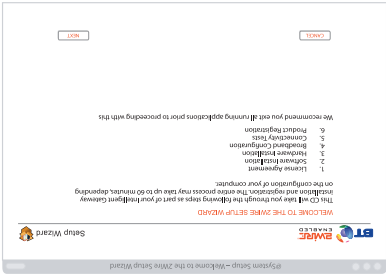 iPSystem Setup – Welcome to the 2Wire Setup Wizard
BT
2WIRE
ENABLED
Setup Wizard
WELCOME TO THE 2WIRE SETUP WIZARD
This CD will take you through the following steps as part of your Intelligent Gateway
installation and registration. The entire process may take up to 60 minutes, depending
on the configuration of your computer.
1. License Agreement
2. Software Installation
3. Hardware Installation
4. Broadband Configuration
5. Connectivity Tests
6. Product Registration
We recommend you exit all running applications prior to proceeding with this
CANCEL
NEXT